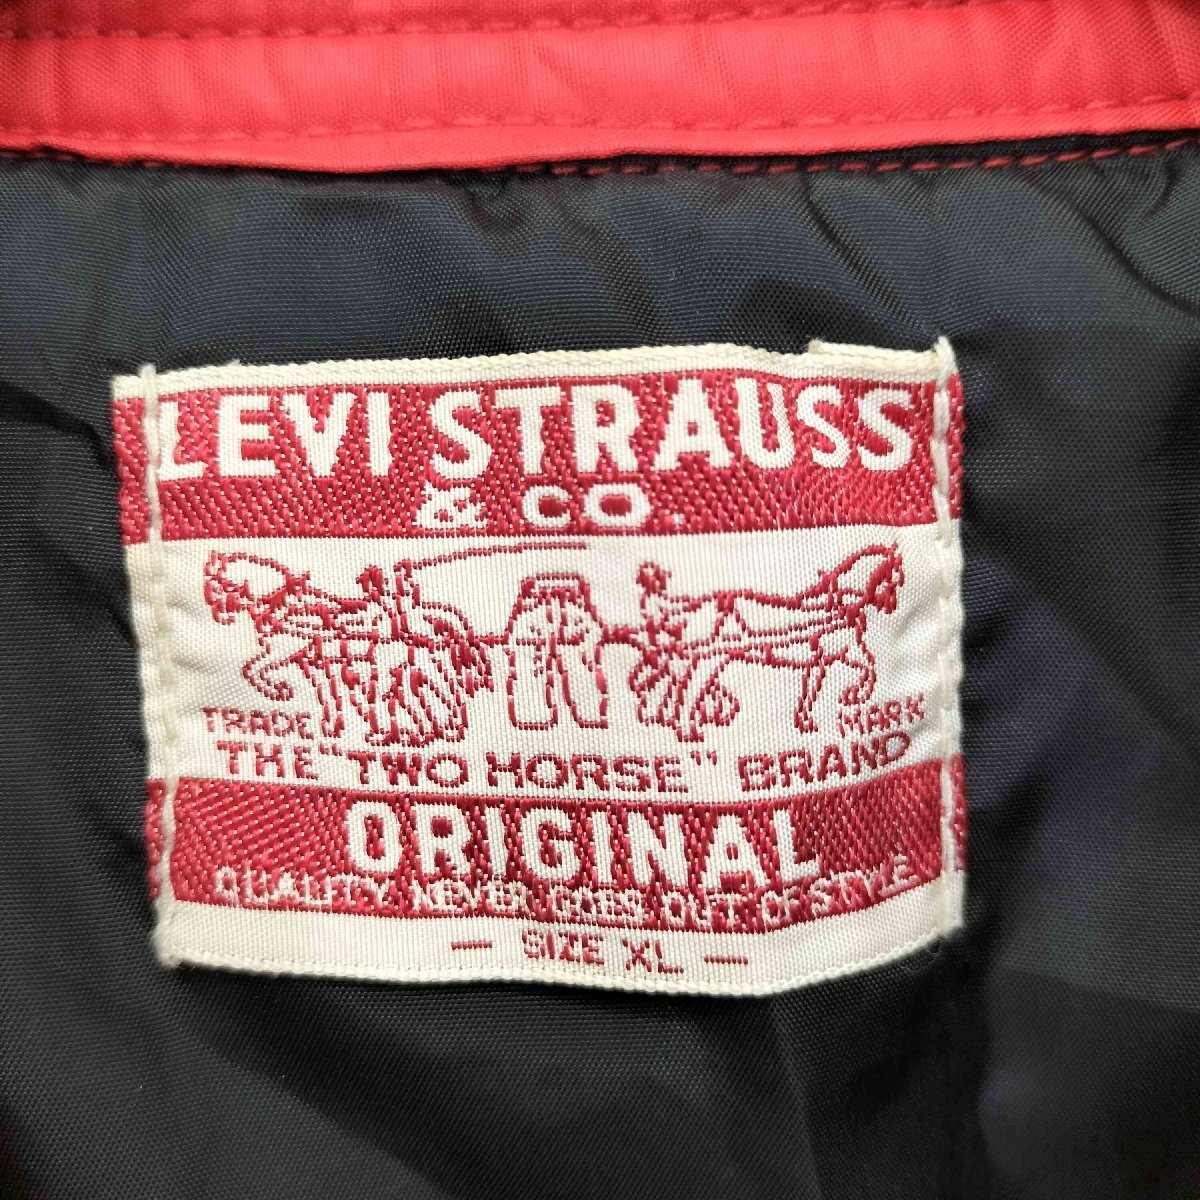 LEVI STRAUSS
& CO.
TRADE MARK
THE "TWO HORSE" BRAND
ORIGINAL
QUALITY NEVER GOES OUT OF STYLE
— SIZE XL —